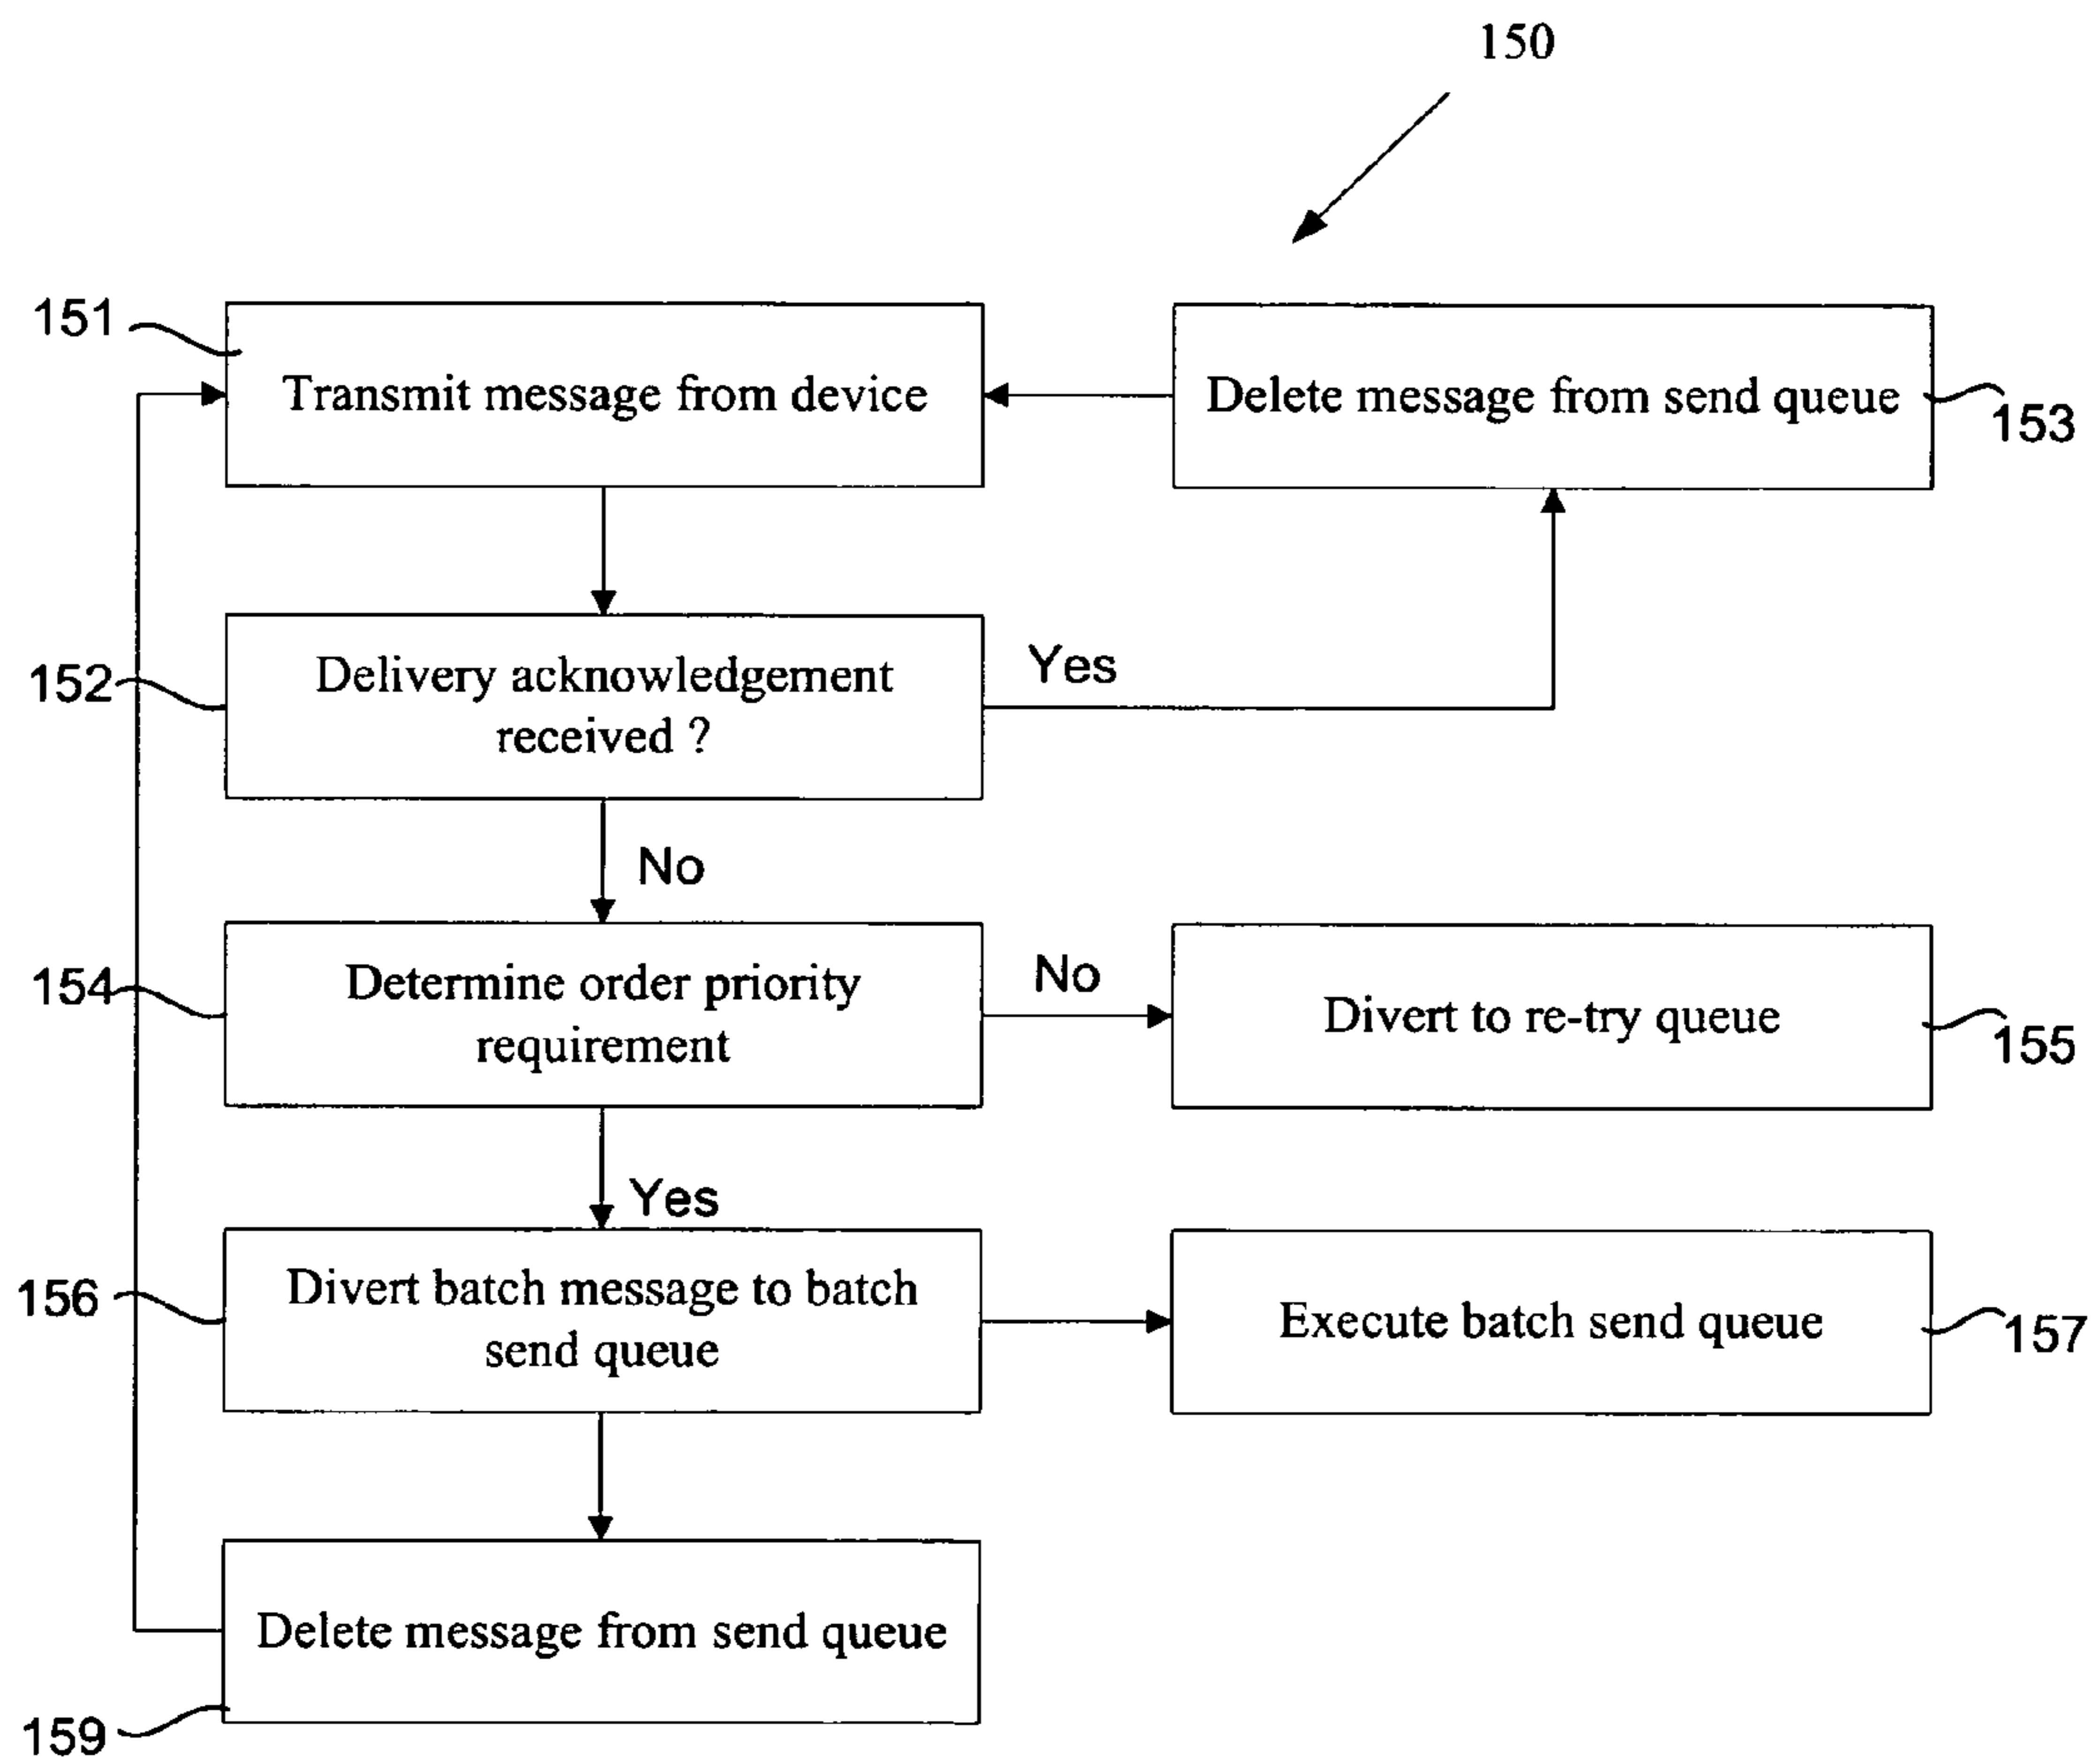 150
151
Transmit message from device
Delete message from send queue
153
152
Delivery acknowledgement
received ?
Yes
No
154
Determine order priority
requirement
No
Divert to re-try queue
155
Yes
156
Divert batch message to batch
send queue
Execute batch send queue
157
Delete message from send queue
159